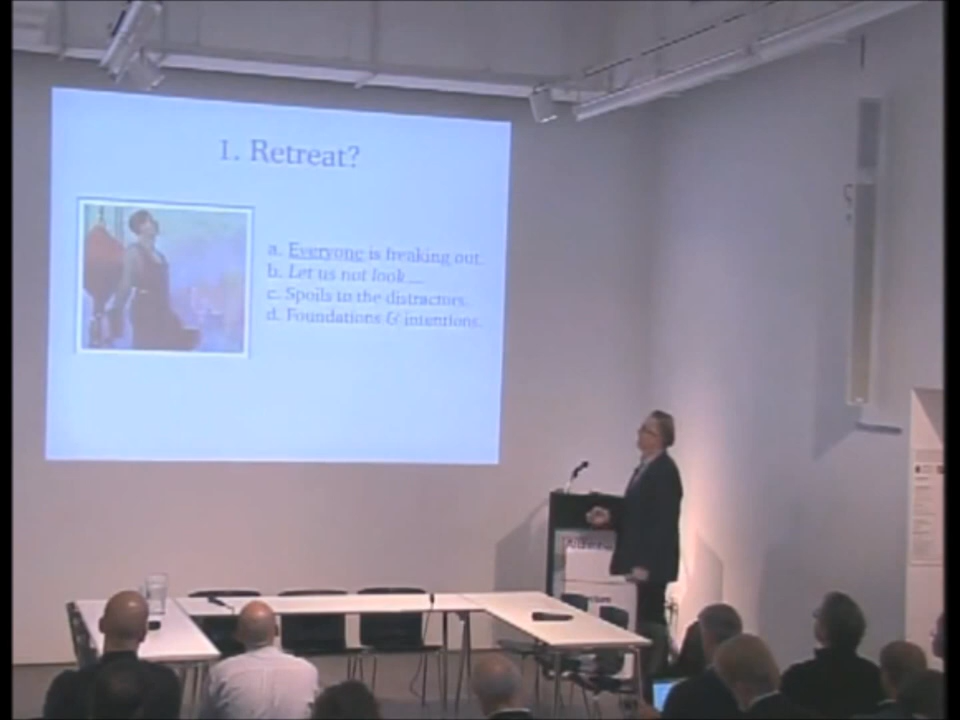 1. Retreat?
a. Everyone is freaking out.
b. Let us not look....
c. Spoils to the distractors.
d. Foundations & intentions.